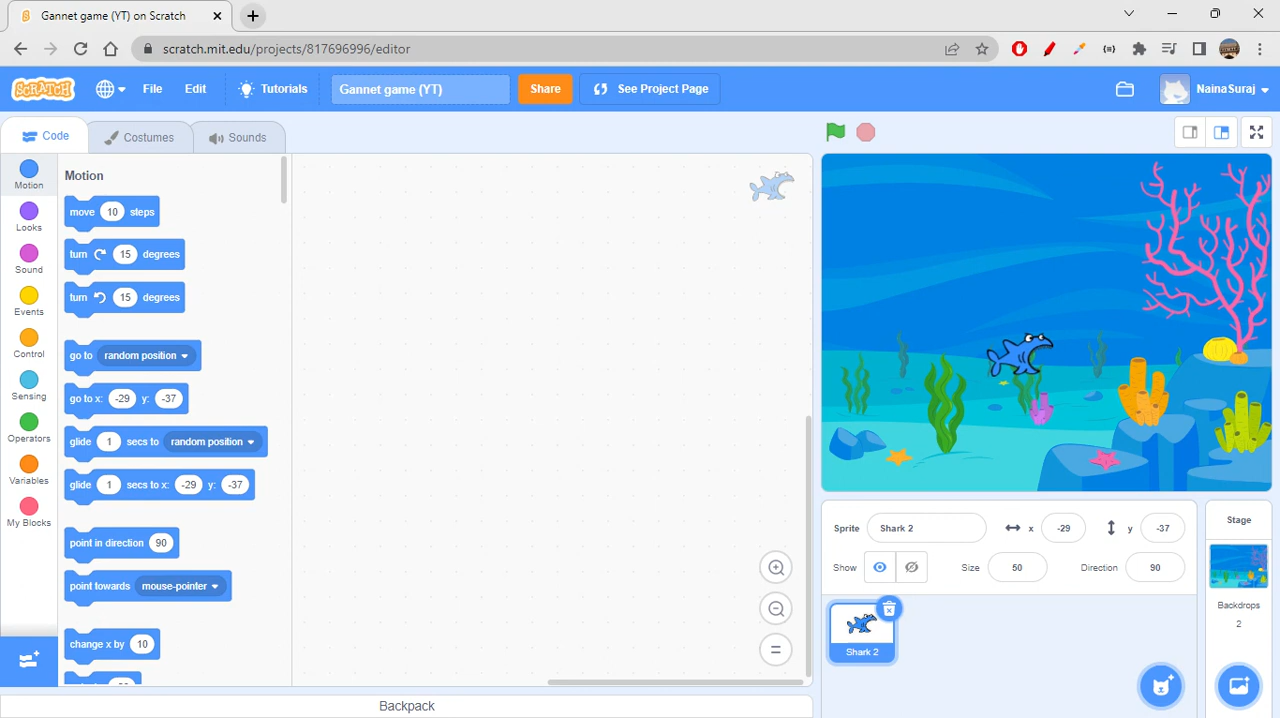 Gannet game (YT) on Scratch
scratch.mit.edu/projects/817696996/editor
SCRATCH
File
Edit
Tutorials
Gannet game (YT)
Share
See Project Page
NainaSuraj
Code
Costumes
Sounds
Motion
Looks
Sound
Events
Control
Sensing
Operators
Variables
My Blocks
Motion
move 10 steps
turn 15 degrees
turn 15 degrees
go to random position
go to x: -29 y: -37
glide 1 secs to random position
glide 1 secs to x: -29 y: -37
point in direction 90
point towards mouse-pointer
change x by 10
Backpack
Sprite Shark 2 x -29 y -37
Show Size 50 Direction 90
Shark 2
Stage
Backdrops
2